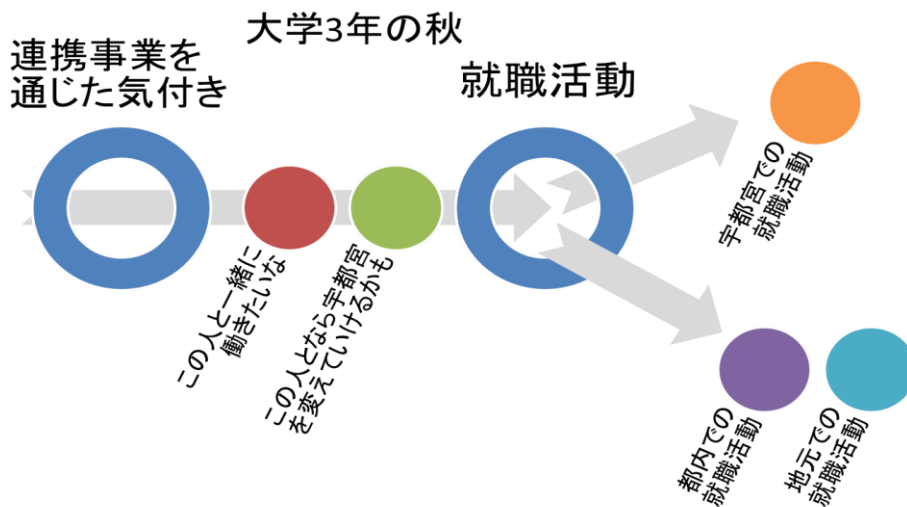 大学3年の秋
連携事業を
通じた気付き
就職活動
この人と一緒に
働きたいな
この人となら宇都宮
を変えていけるかも
宇都宮での
就職活動
都内での
就職活動
地元での
就職活動